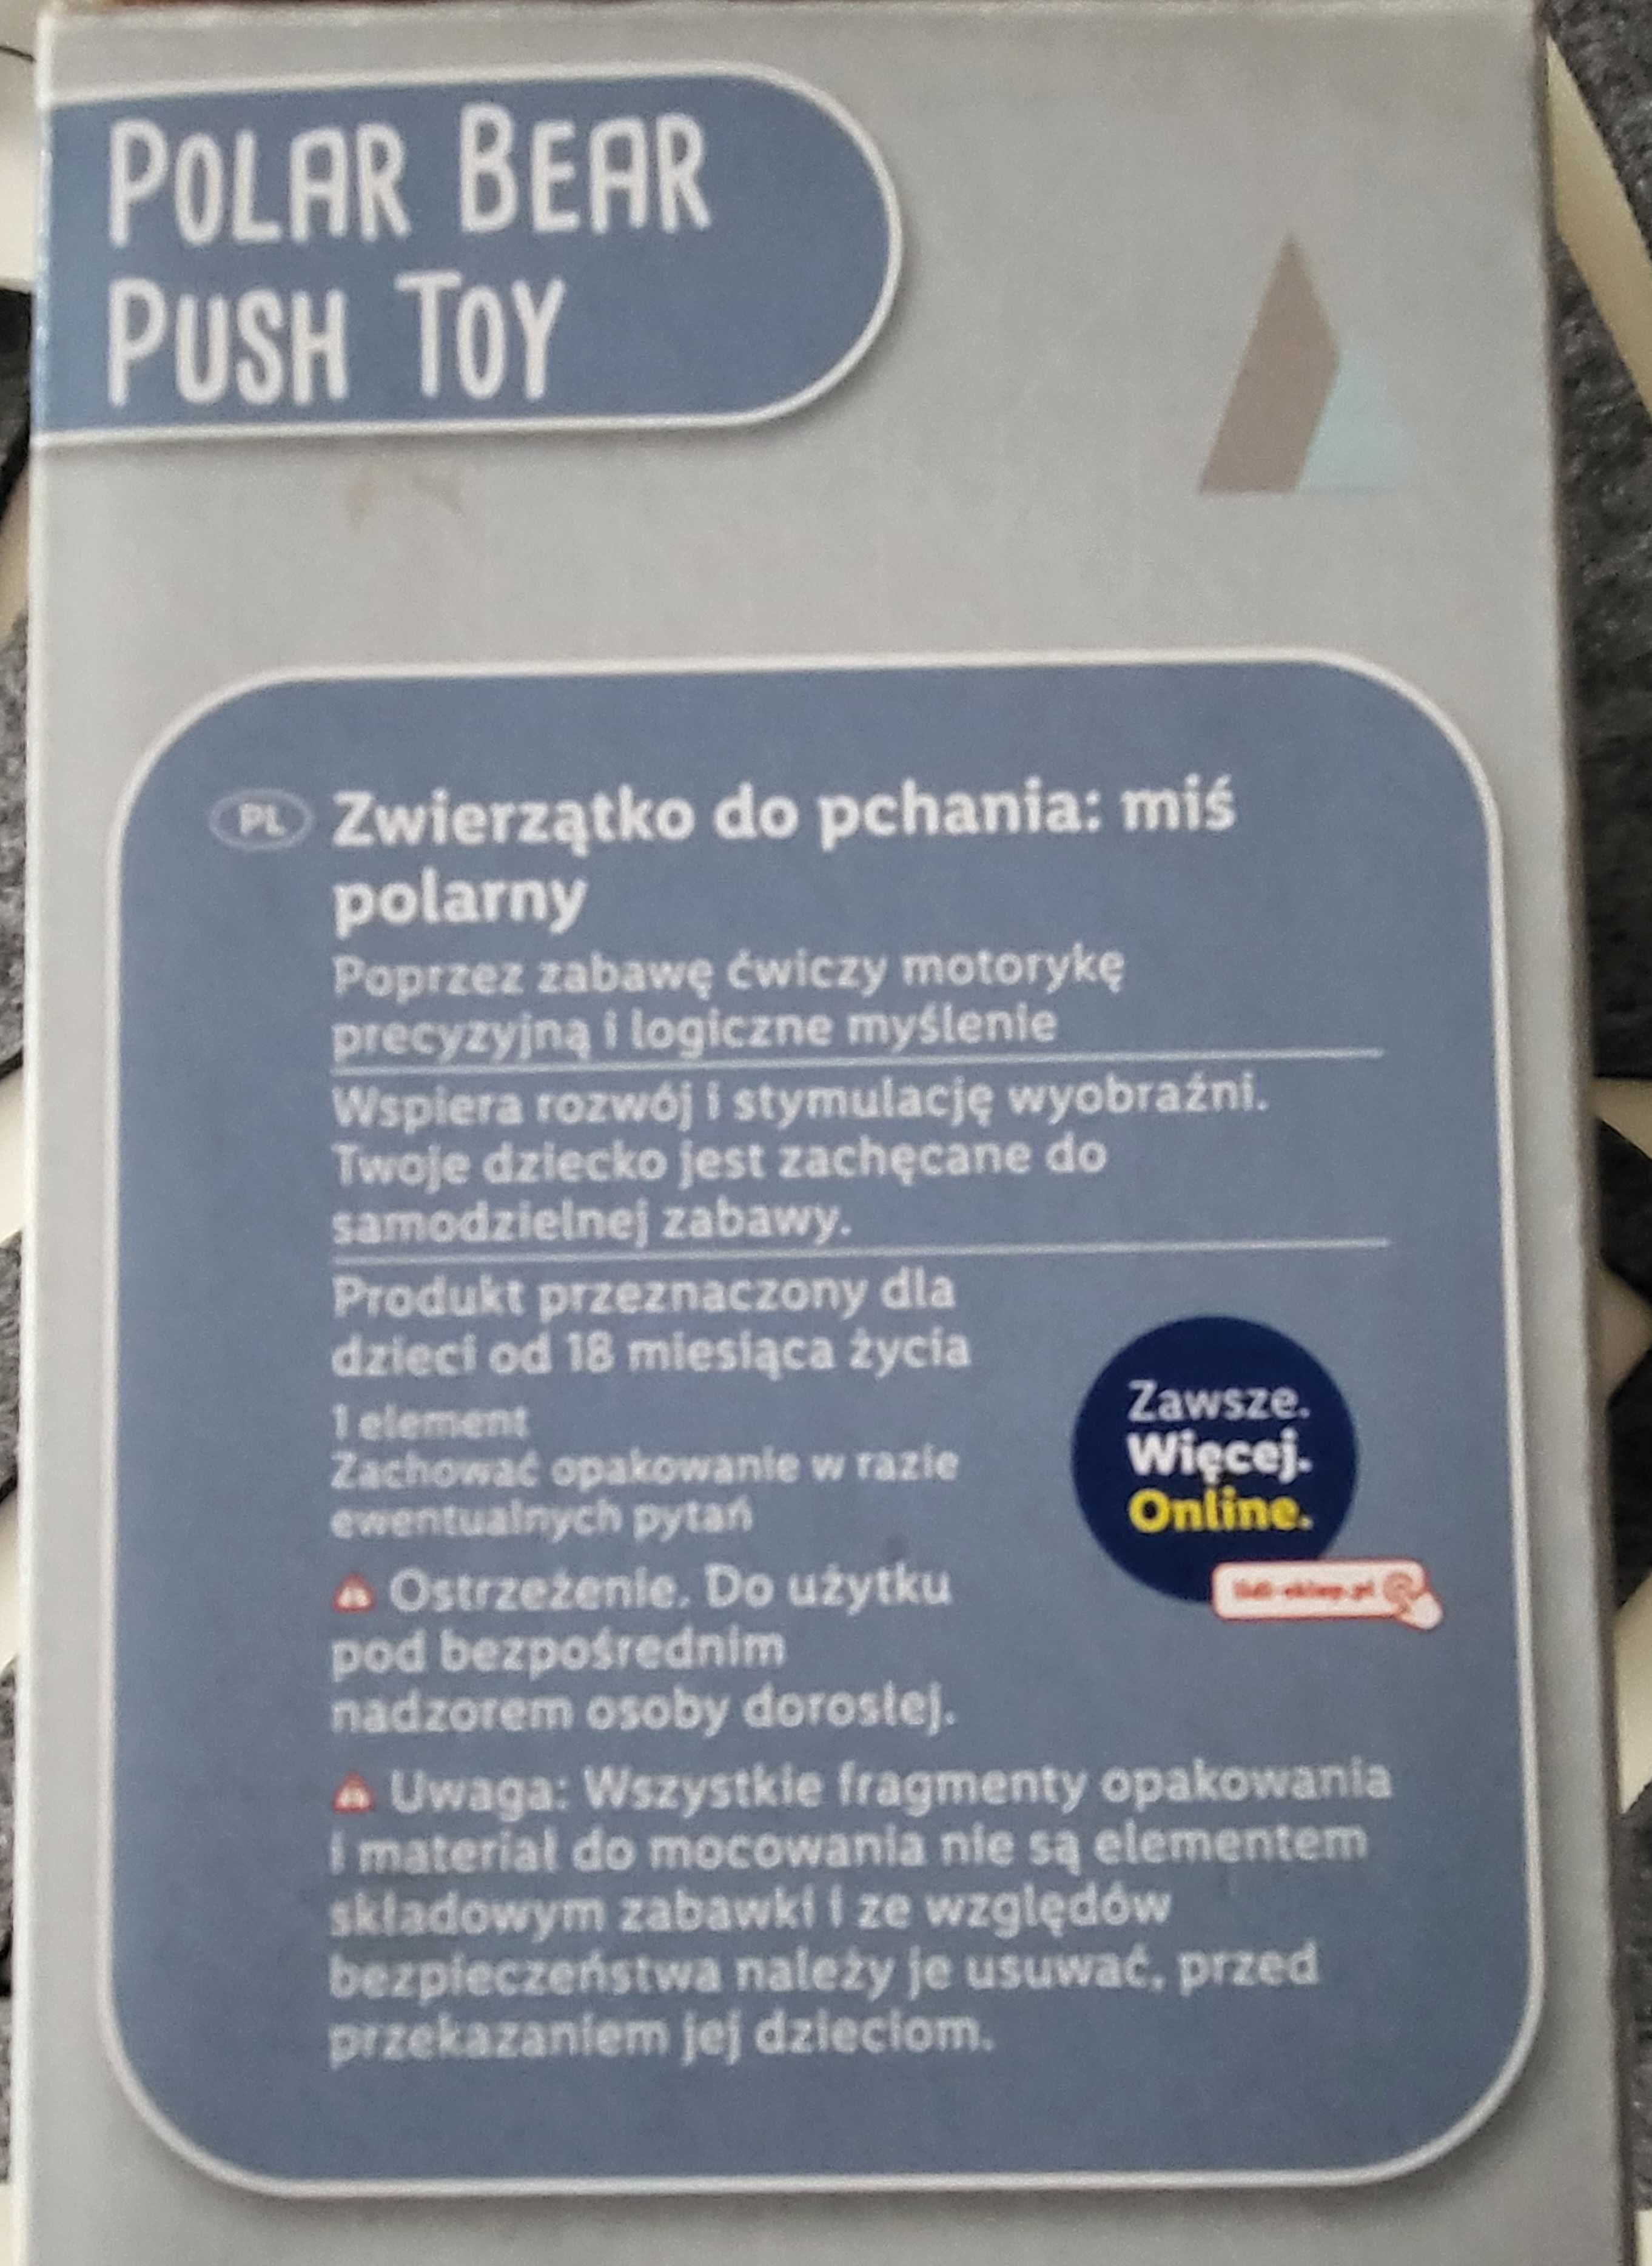 POLAR BEAR
PUSH TOY
PL Zwierzątko do pchania: miś
polarny
Poprzez zabawę ćwiczy motorykę
precyzyjną i logiczne myślenie
Wspiera rozwój i stymulację wyobraźni.
Twoje dziecko jest zachęcane do
samodzielnej zabawy.
Produkt przeznaczony dla
dzieci od 18 miesiąca życia
1 element
Zachować opakowanie w razie
ewentualnych pytań
Zawsze.
Więcej.
Online.
lidl-sklep.pl
Ostrzeżenie. Do użytku
pod bezpośrednim
nadzorem osoby dorosłej.
Uwaga: Wszystkie fragmenty opakowania
i materiał do mocowania nie są elementem
składowym zabawki i ze względów
bezpieczeństwa należy je usuwać, przed
przekazaniem jej dzieciom.